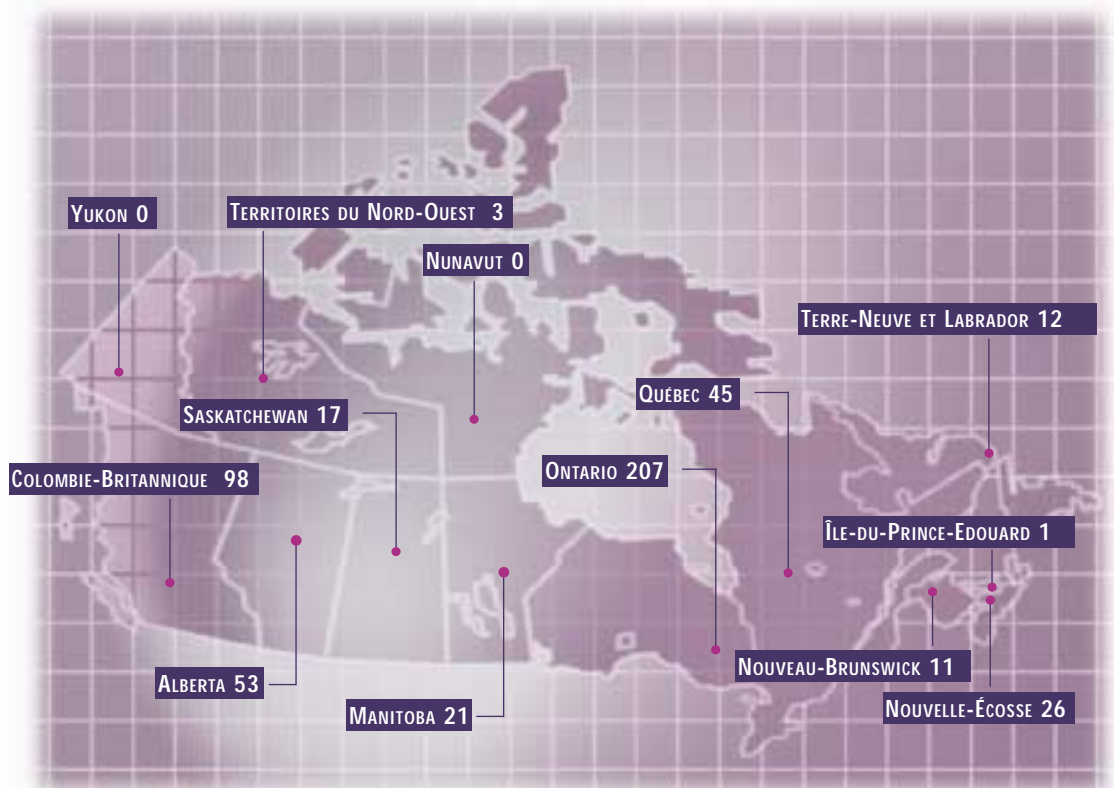 Yukon 0
Territoires du Nord-Ouest 3
Nunavut 0
Terre-Neuve et Labrador 12
Québec 45
Saskatchewan 17
Colombie-Britannique 98
Ontario 207
Île-du-Prince-Edouard 1
Nouveau-Brunswick 11
Alberta 53
Manitoba 21
Nouvelle-Écosse 26